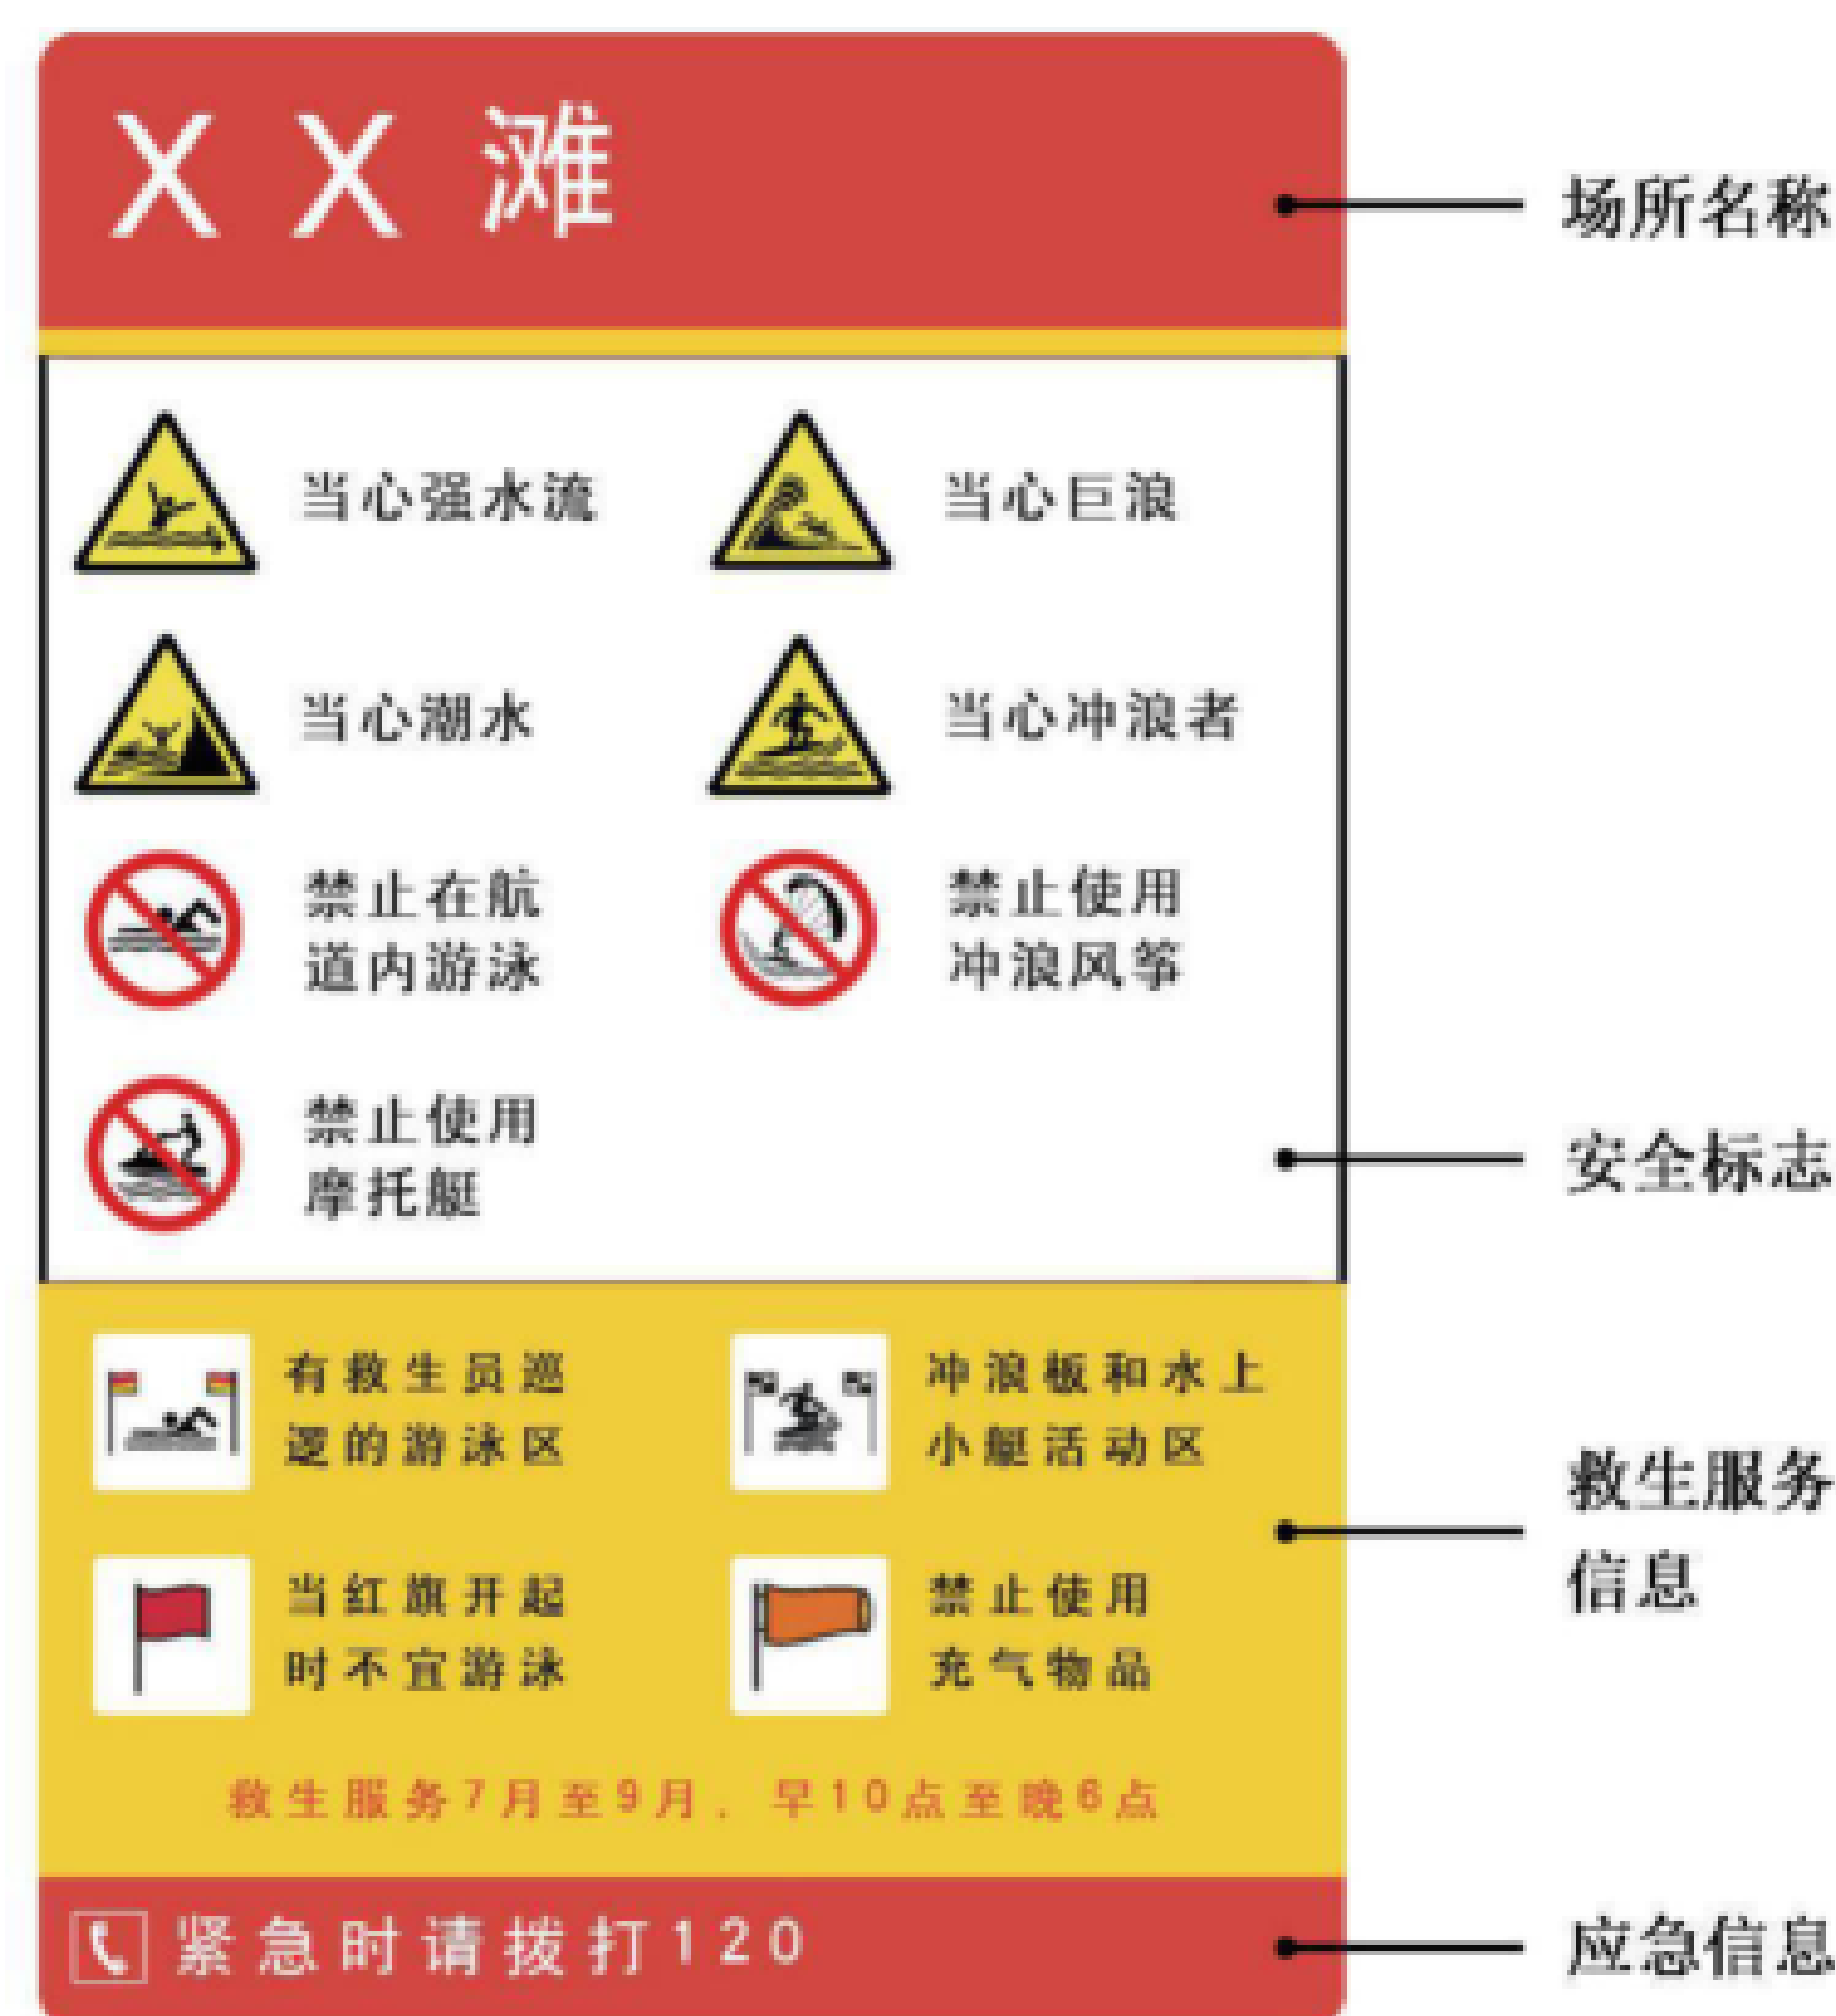 XX滩
场所名称
当心强水流
当心巨浪
当心潮水
当心冲浪者
禁止在航
道内游泳
禁止使用
冲浪风筝
禁止使用
摩托艇
安全标志
有救生员巡
逻的游泳区
冲浪板和水上
小艇活动区
救生服务
信息
当红旗开起
时不宜游泳
禁止使用
充气物品
救生服务7月至9月．早10点至晚6点
紧急时请拨打120
应急信息